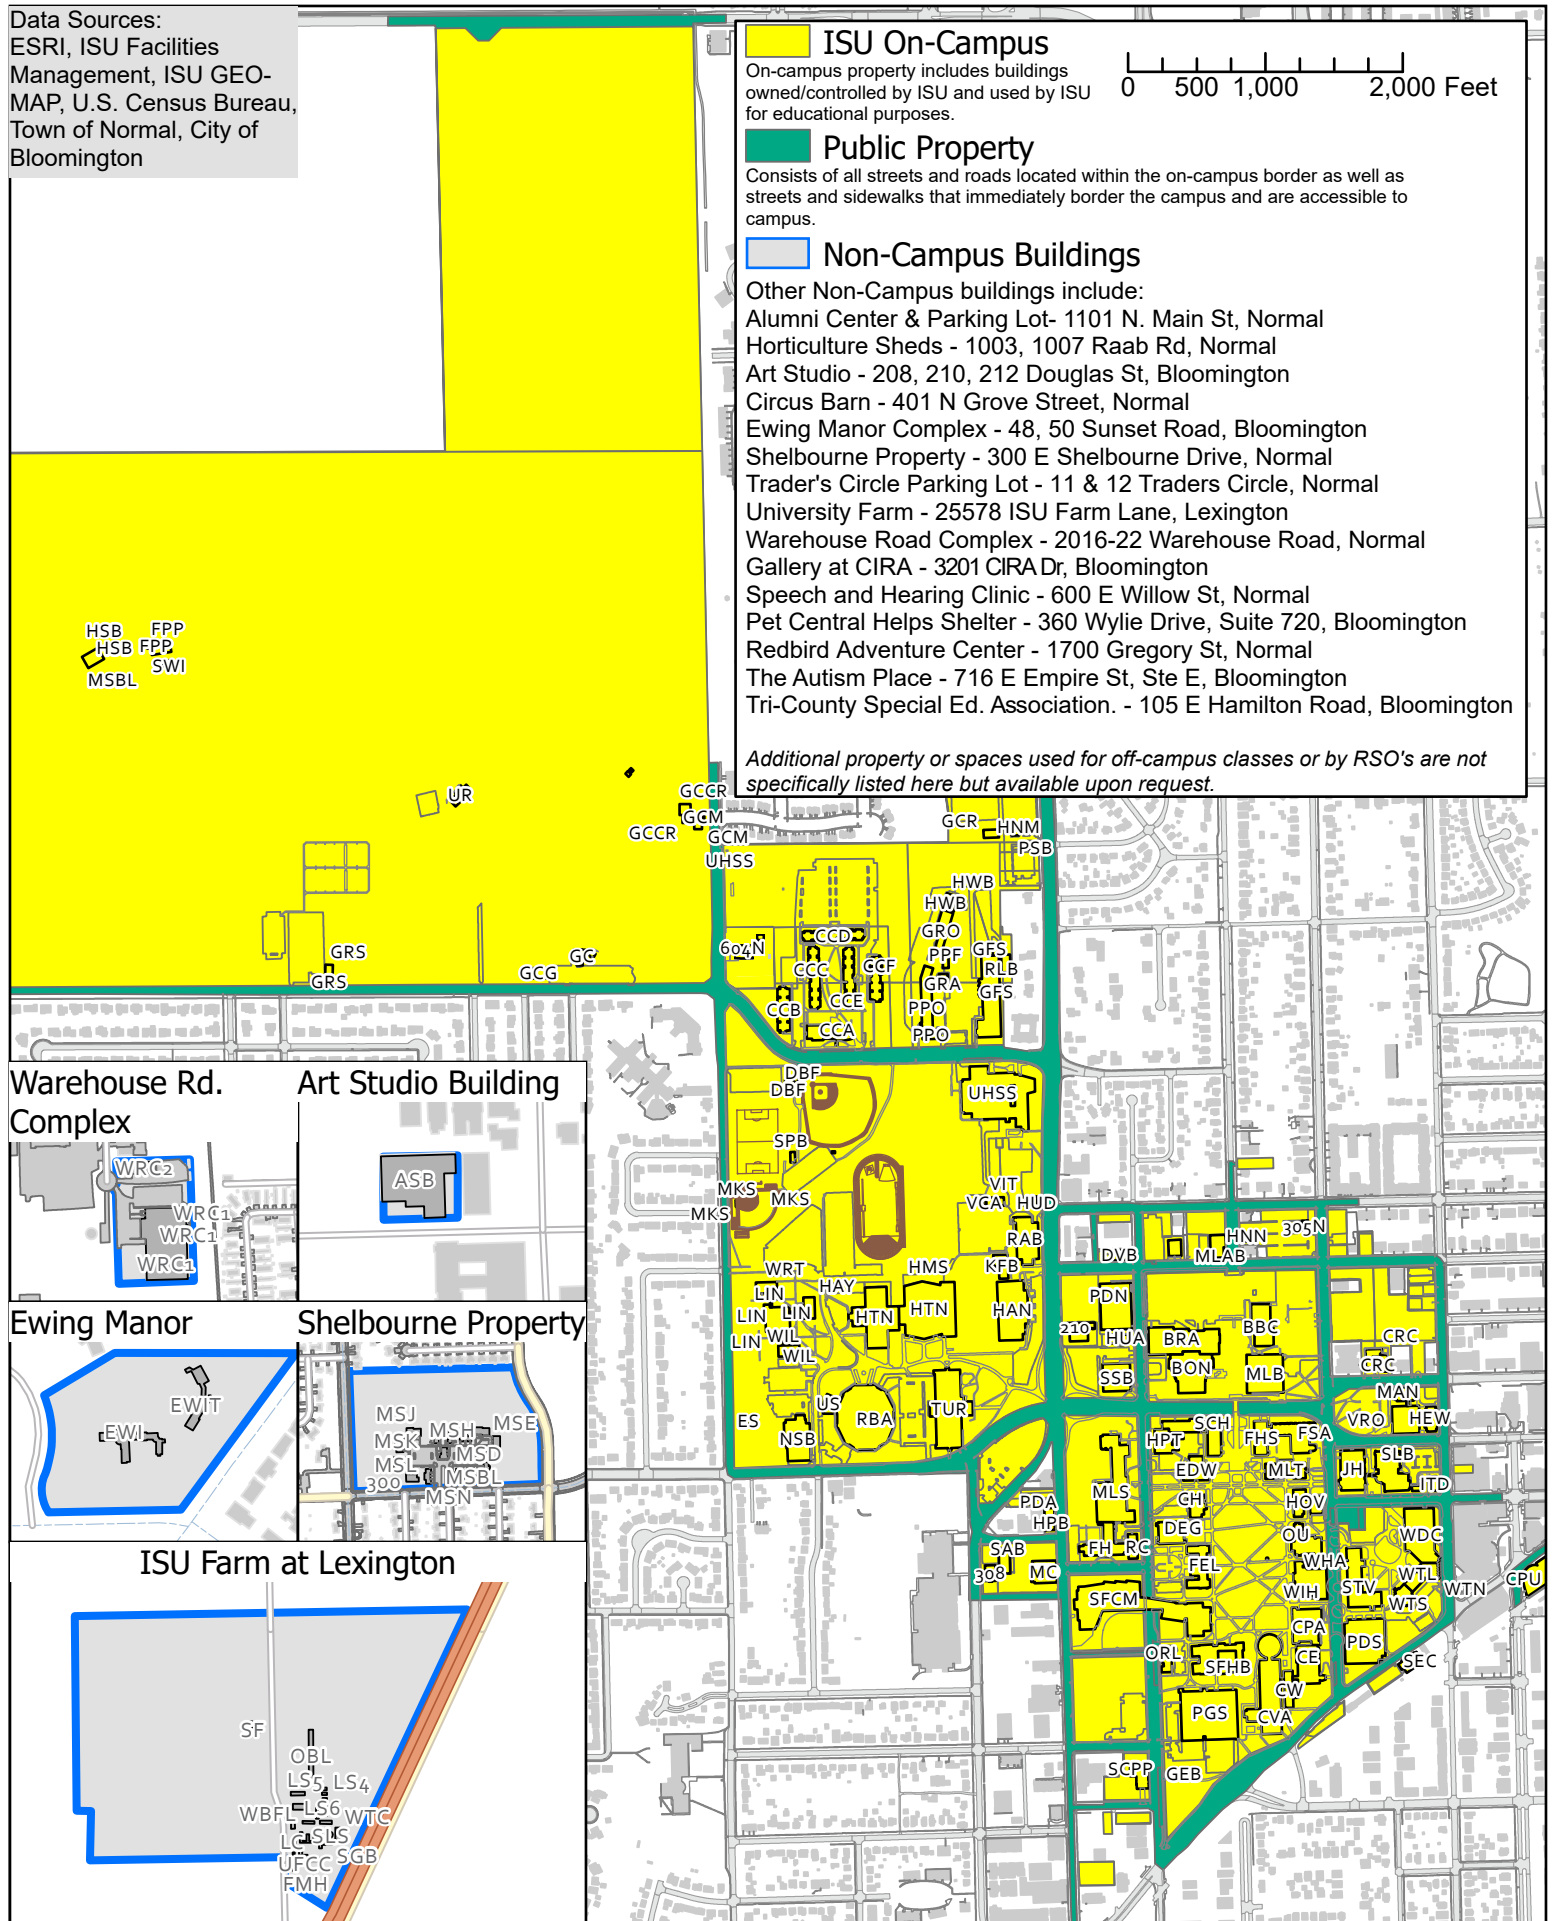 Data Sources:
ESRI, ISU Facilities
Management, ISU GEO-
MAP, U.S. Census Bureau,
Town of Normal, City of
Bloomington
ISU On-Campus
On-campus property includes buildings
owned/controlled by ISU and used by ISU
for educational purposes.
0 500 1,000 2,000 Feet
Public Property
Consists of all streets and roads located within the on-campus border as well as
streets and sidewalks that immediately border the campus and are accessible to
campus.
Non-Campus Buildings
Other Non-Campus buildings include:
Alumni Center & Parking Lot- 1101 N. Main St, Normal
Horticulture Sheds - 1003, 1007 Raab Rd, Normal
Art Studio - 208, 210, 212 Douglas St, Bloomington
Circus Barn - 401 N Grove Street, Normal
Ewing Manor Complex - 48, 50 Sunset Road, Bloomington
Shelbourne Property - 300 E Shelbourne Drive, Normal
Trader's Circle Parking Lot - 11 & 12 Traders Circle, Normal
University Farm - 25578 ISU Farm Lane, Lexington
Warehouse Road Complex - 2016-22 Warehouse Road, Normal
Gallery at CIRA - 3201 CIRA Dr, Bloomington
Speech and Hearing Clinic - 600 E Willow St, Normal
Pet Central Helps Shelter - 360 Wylie Drive, Suite 720, Bloomington
Redbird Adventure Center - 1700 Gregory St, Normal
The Autism Place - 716 E Empire St, Ste E, Bloomington
Tri-County Special Ed. Association. - 105 E Hamilton Road, Bloomington
Additional property or spaces used for off-campus classes or by RSO's are not
specifically listed here but available upon request.
HSB FPP
HSB FPP
SWI
MSBL
UR
GCCR
GCM
GCCR GCM
UHSS
GCR
HNM
PSB
HWB
HWB
604N
CCD
GRO
GRS
GRS
GCG
GC
CCC
CCF
PPF
GFS
RLB
GRA
GFS
CCB
CCE
PPO
CCA
PPO
DBF
DBF
UHSS
SPB
MKS
MKS
MKS
VIT
VCA
HUD
RAB
KFB
DVB
MLAB
HNN
305N
WRT
HAY
HMS
LIN
LIN
LIN
LIN
WIL
WIL
HTN
HTN
HAN
PDN
210
HUA
BRA
BBC
CRC
CRC
SSB
BON
MLB
MAN
ES
US
RBA
TUR
NSB
VRO
HEW
HPT
SCH
FHS
FSA
EDW
MLT
JH
SLB
ITD
MLS
CH
HOV
PDA
HPB
DEG
OU
WDC
SAB
FH
RC
FEL
WHA
308
MC
WIH
STV
WTL
WTS
WTN
CPU
SFCM
CPA
PDS
ORL
SFHB
CE
SEC
CW
PGS
CVA
SCPP
GEB
Warehouse Rd.
Complex
WRC2
WRC1
WRC1
WRC1
Art Studio Building
ASB
Ewing Manor
EWIT
EWI
Shelbourne Property
MSJ
MSH
MSE
MSK
MSD
MSL
MSBL
300
MSN
ISU Farm at Lexington
SF
OBL
LS5 LS4
WBFL LS6 WTC
LC SLS
UFCC SGB
FMH